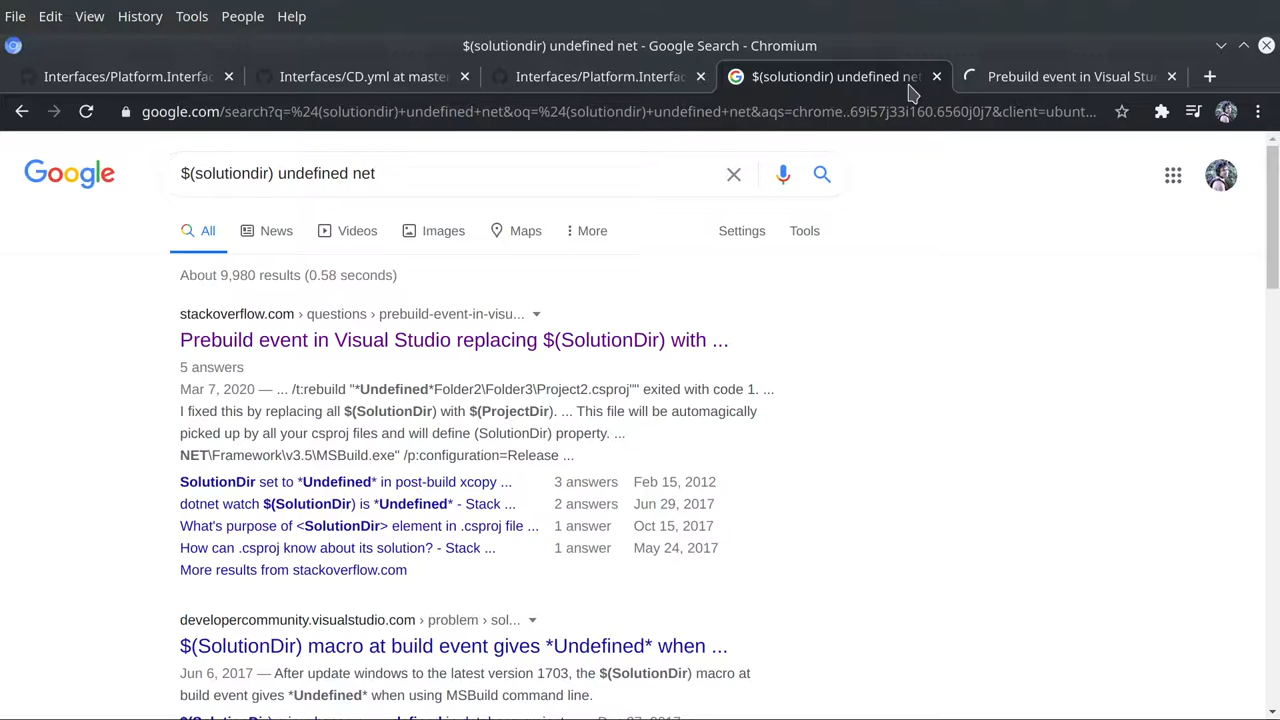 File Edit View History Tools People Help
$(solutiondir) undefined net - Google Search - Chromium
Interfaces/Platform.Interfac
Interfaces/CD.yml at master
Interfaces/Platform.Interfac
$(solutiondir) undefined net
Prebuild event in Visual Stu
google.com/search?q=%24(solutiondir)+undefined+net&oq=%24(solutiondir)+undefined+net&aqs=chrome..69i57j33i160.6560j0j7&client=ubunt...
Google
$(solutiondir) undefined net
All News Videos Images Maps More Settings Tools
About 9,980 results (0.58 seconds)
stackoverflow.com › questions › prebuild-event-in-visu...
Prebuild event in Visual Studio replacing $(SolutionDir) with ...
5 answers
Mar 7, 2020 — ... /t:rebuild "*Undefined*Folder2\Folder3\Project2.csproj"" exited with code 1. ...
I fixed this by replacing all $(SolutionDir) with $(ProjectDir). ... This file will be automagically
picked up by all your csproj files and will define (SolutionDir) property. ...
NET\Framework\v3.5\MSBuild.exe" /p:configuration=Release ...
SolutionDir set to *Undefined* in post-build xcopy ... 3 answers Feb 15, 2012
dotnet watch $(SolutionDir) is *Undefined* - Stack ... 2 answers Jun 29, 2017
What's purpose of <SolutionDir> element in .csproj file ... 1 answer Oct 15, 2017
How can .csproj know about its solution? - Stack ... 1 answer May 24, 2017
More results from stackoverflow.com
developercommunity.visualstudio.com › problem › sol...
$(SolutionDir) macro at build event gives *Undefined* when ...
Jun 6, 2017 — After update windows to the latest version 1703, the $(SolutionDir) macro at
build event gives *Undefined* when using MSBuild command line.